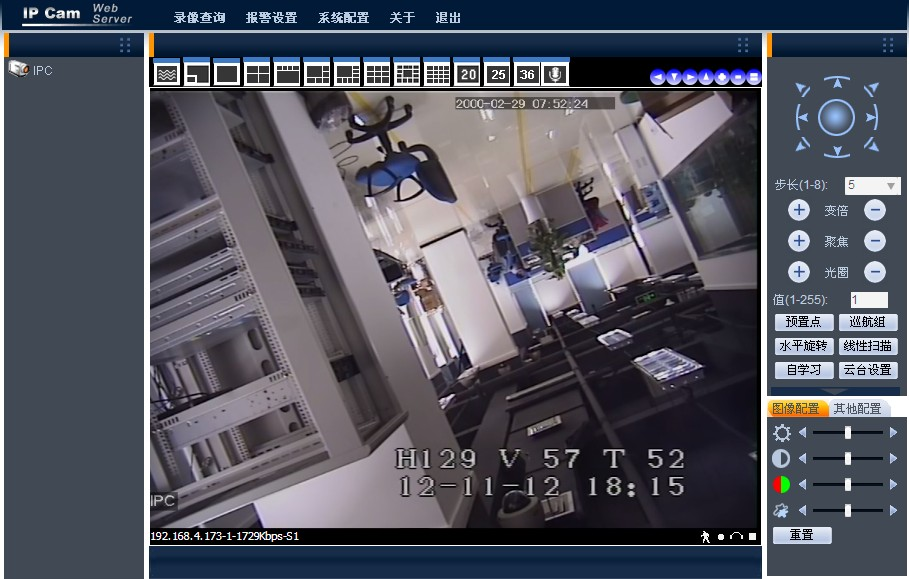 IP Cam Web Server
录像查询 报警设置 系统配置 关于 退出
IPC
20 25 36
2000-02-29 07:52:24
H129 V 57 T 52
12-11-12 18:15
IPC
192.168.4.173-1-1729Kbps-S1
步长(1-8): 5
变倍
聚焦
光圈
值(1-255): 1
预置点 巡航组
水平旋转 线性扫描
自学习 云台设置
图像配置 其他配置
重置